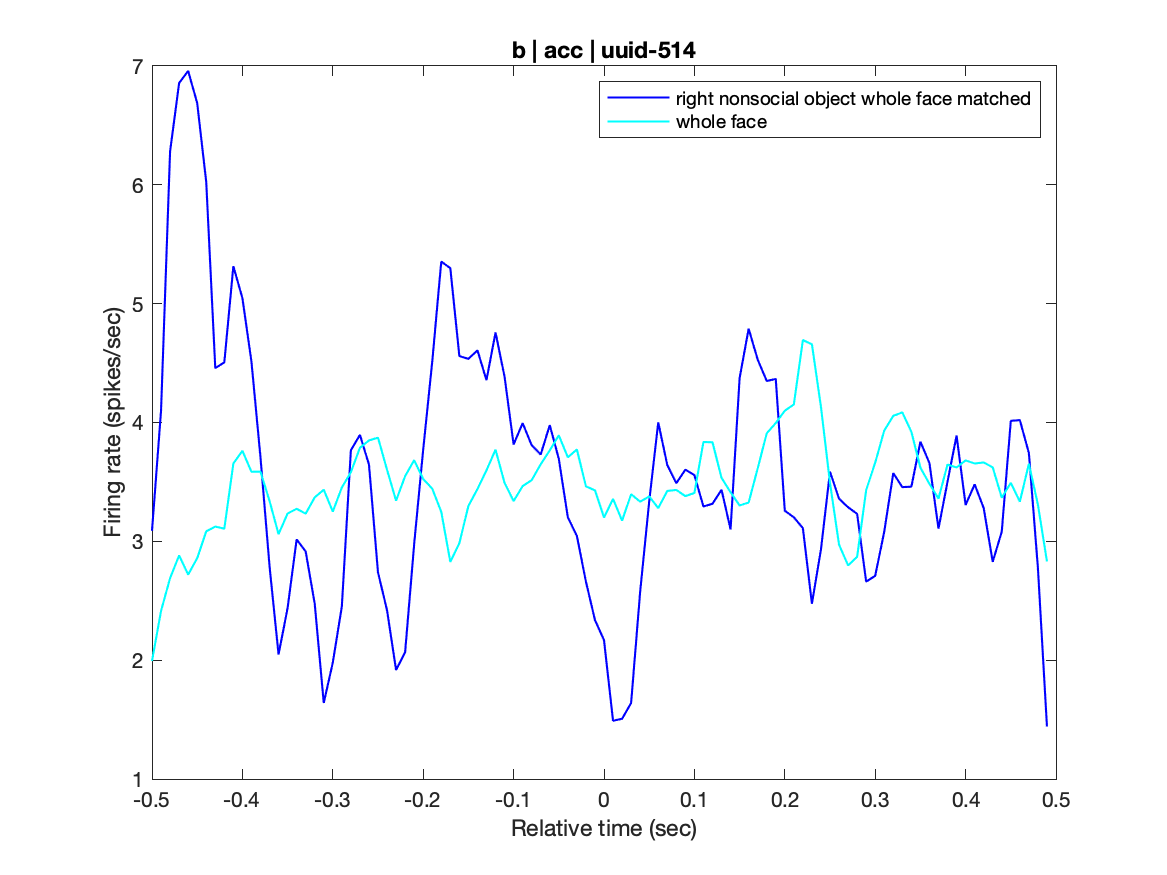 b | acc | uuid-514
right nonsocial object whole face matched
whole face
7
6
5
4
3
2
1
Firing rate (spikes/sec)
-0.5 -0.4 -0.3 -0.2 -0.1 0 0.1 0.2 0.3 0.4 0.5
Relative time (sec)